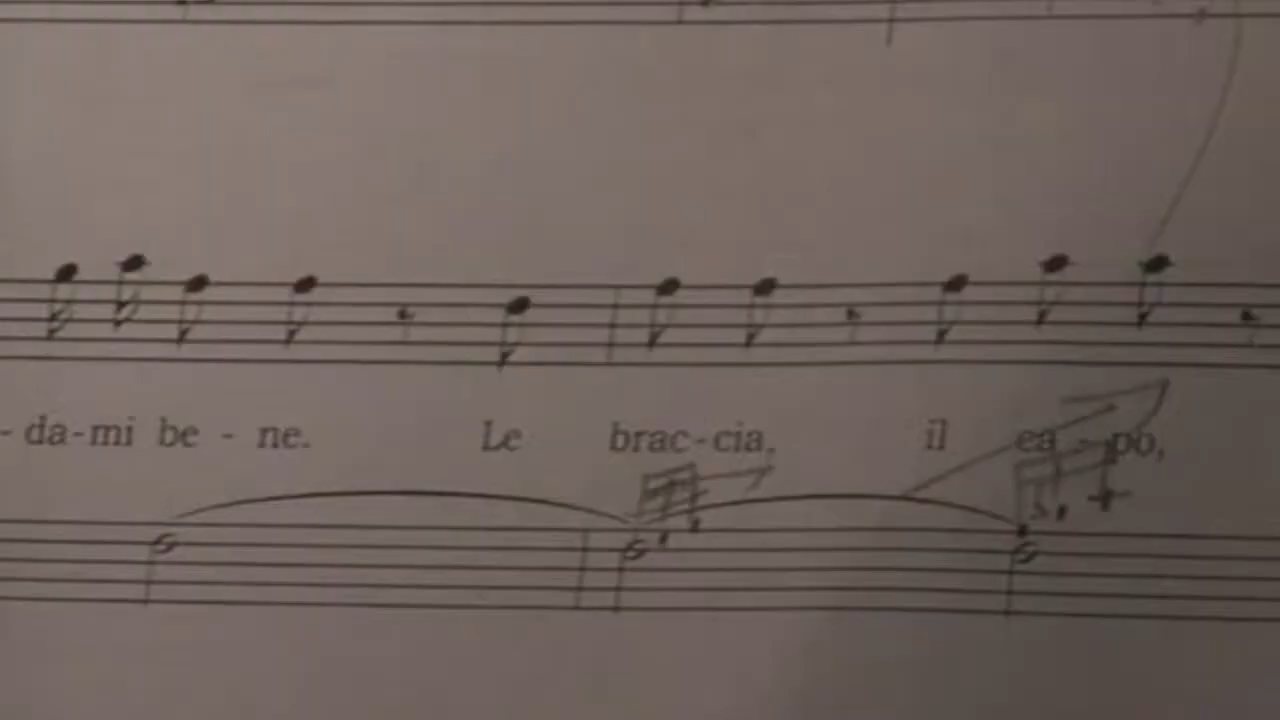 - da-mi be - ne. Le brac-cia, il ca - po,